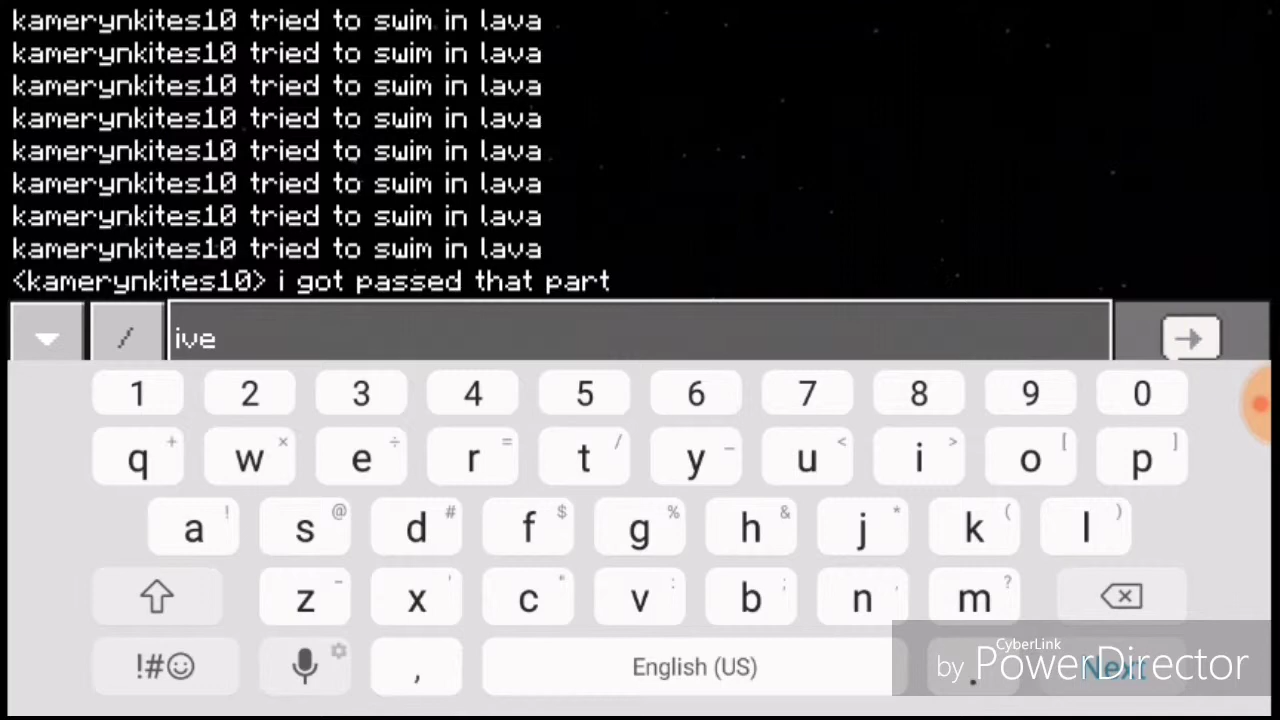 kamerynkites10 tried to swim in lava
kamerynkites10 tried to swim in lava
kamerynkites10 tried to swim in lava
kamerynkites10 tried to swim in lava
kamerynkites10 tried to swim in lava
kamerynkites10 tried to swim in lava
kamerynkites10 tried to swim in lava
kamerynkites10 tried to swim in lava
<kamerynkites10> i got passed that part
/ ive
1 2 3 4 5 6 7 8 9 0
q + w × e ÷ r = t / y _ u < i > o [ p ]
a ! s @ d # f $ g % h & j * k ( l )
z - x ' c " v : b ; n , m ?
!#☺ , English (US) . Next
CyberLink
by PowerDirector